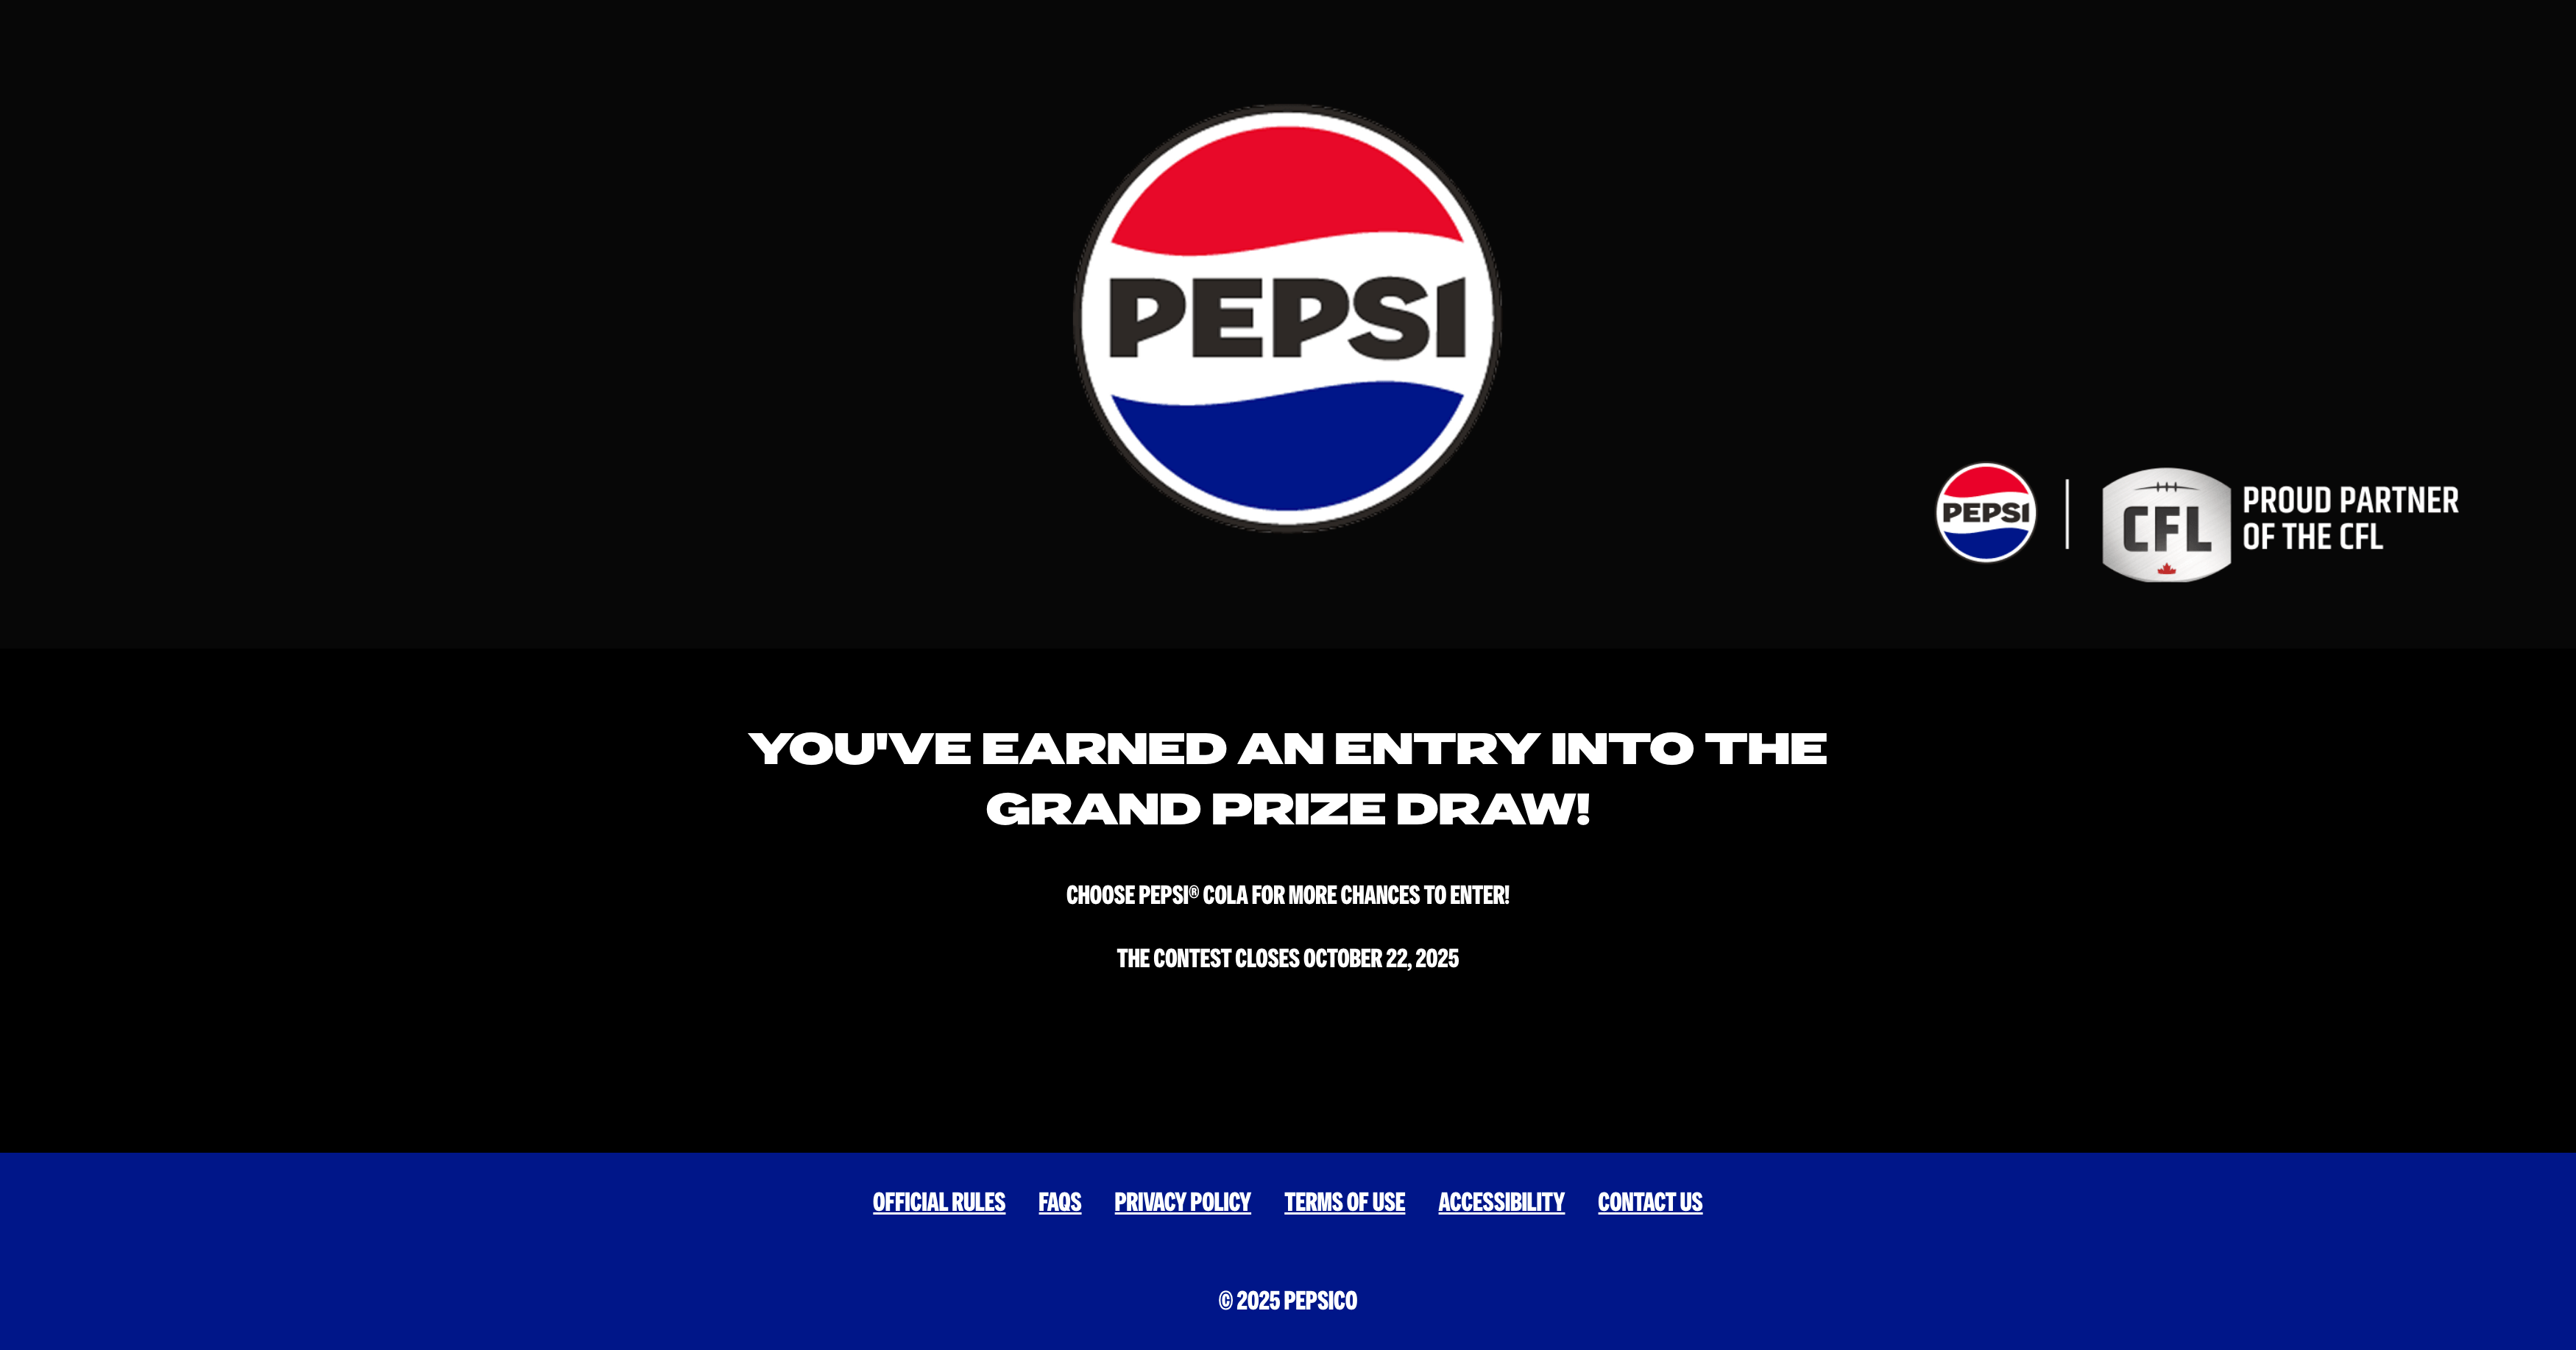 PEPSI
PEPSI
CFL
PROUD PARTNER
OF THE CFL
YOU'VE EARNED AN ENTRY INTO THE
GRAND PRIZE DRAW!
CHOOSE PEPSI® COLA FOR MORE CHANCES TO ENTER!
THE CONTEST CLOSES OCTOBER 22, 2025
OFFICIAL RULES FAQS PRIVACY POLICY TERMS OF USE ACCESSIBILITY CONTACT US
© 2025 PEPSICO